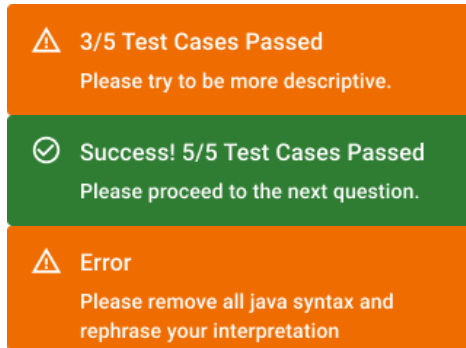 3/5 Test Cases Passed
Please try to be more descriptive.
Success! 5/5 Test Cases Passed
Please proceed to the next question.
Error
Please remove all java syntax and
rephrase your interpretation